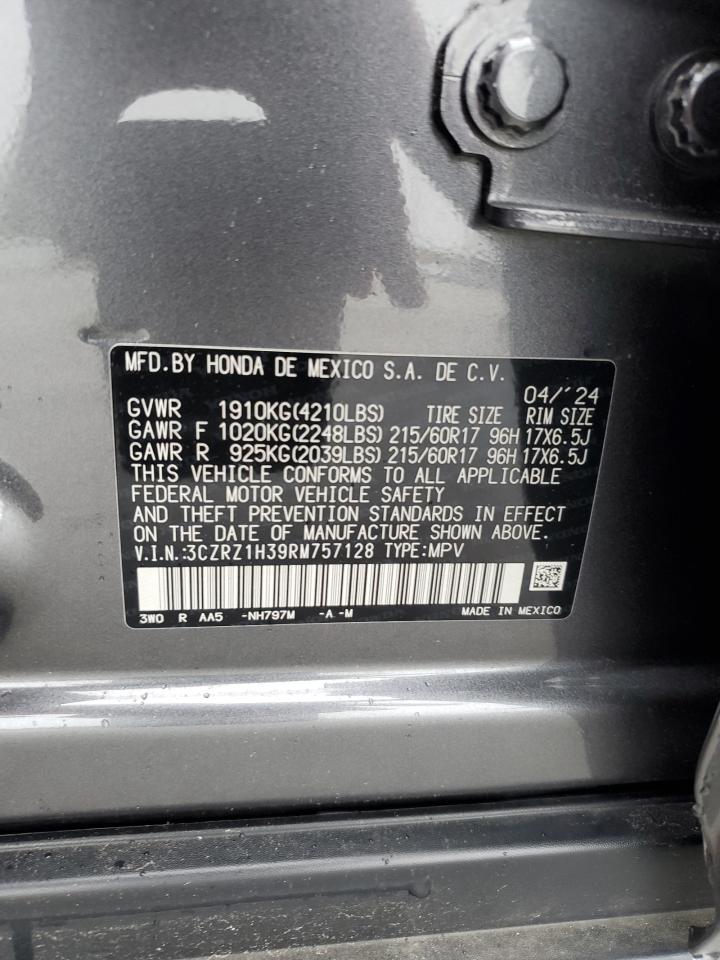 MFD.BY HONDA DE MEXICO S.A. DE C.V.
04/'24
GVWR 1910KG(4210LBS) TIRE SIZE RIM SIZE
GAWR F 1020KG(2248LBS) 215/60R17 96H 17X6.5J
GAWR R 925KG(2039LBS) 215/60R17 96H 17X6.5J
THIS VEHICLE CONFORMS TO ALL APPLICABLE
FEDERAL MOTOR VEHICLE SAFETY
AND THEFT PREVENTION STANDARDS IN EFFECT
ON THE DATE OF MANUFACTURE SHOWN ABOVE.
V.I.N.:3CZRZ1H39RM757128 TYPE:MPV
3W0 R AA5 -NH797M -A -M MADE IN MEXICO